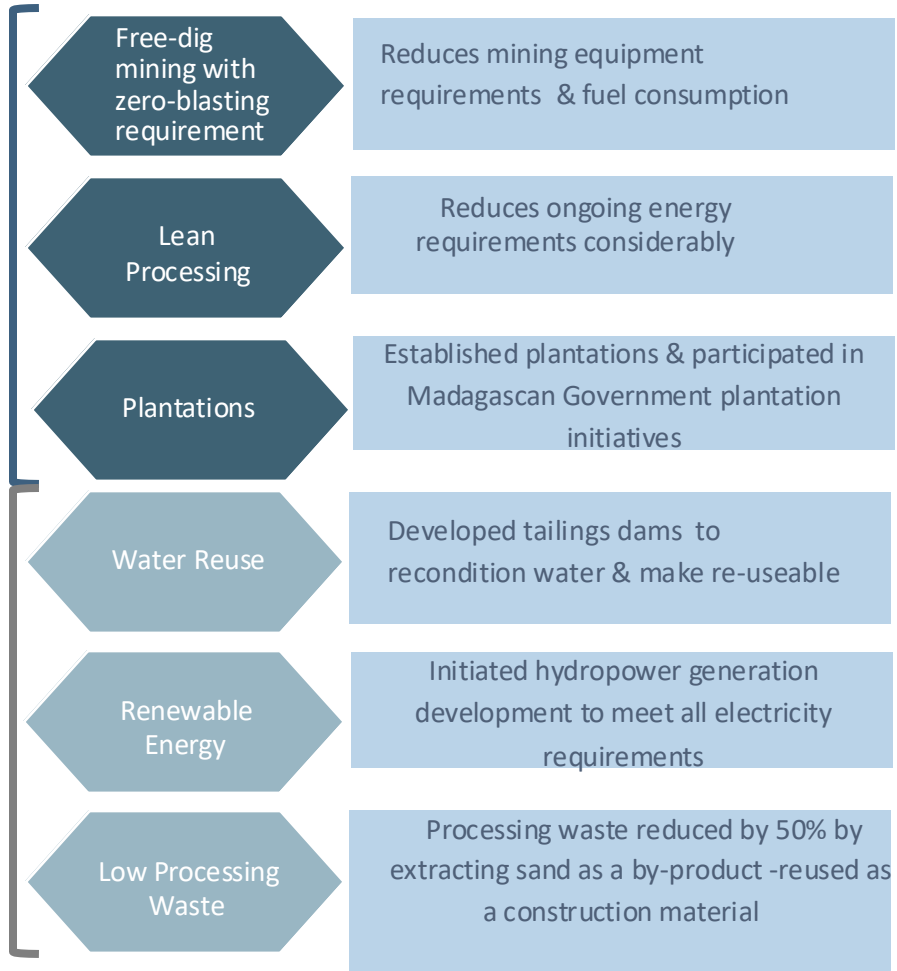 Free-dig
mining with
zero-blasting
requirement
Reduces mining equipment
requirements & fuel consumption
Lean
Processing
Reduces ongoing energy
requirements considerably
Plantations
Established plantations & participated in
Madagascan Government plantation
initiatives
Water Reuse
Developed tailings dams to
recondition water & make re-useable
Renewable
Energy
Initiated hydropower generation
development to meet all electricity
requirements
Low Processing
Waste
Processing waste reduced by 50% by
extracting sand as a by-product -reused as
a construction material